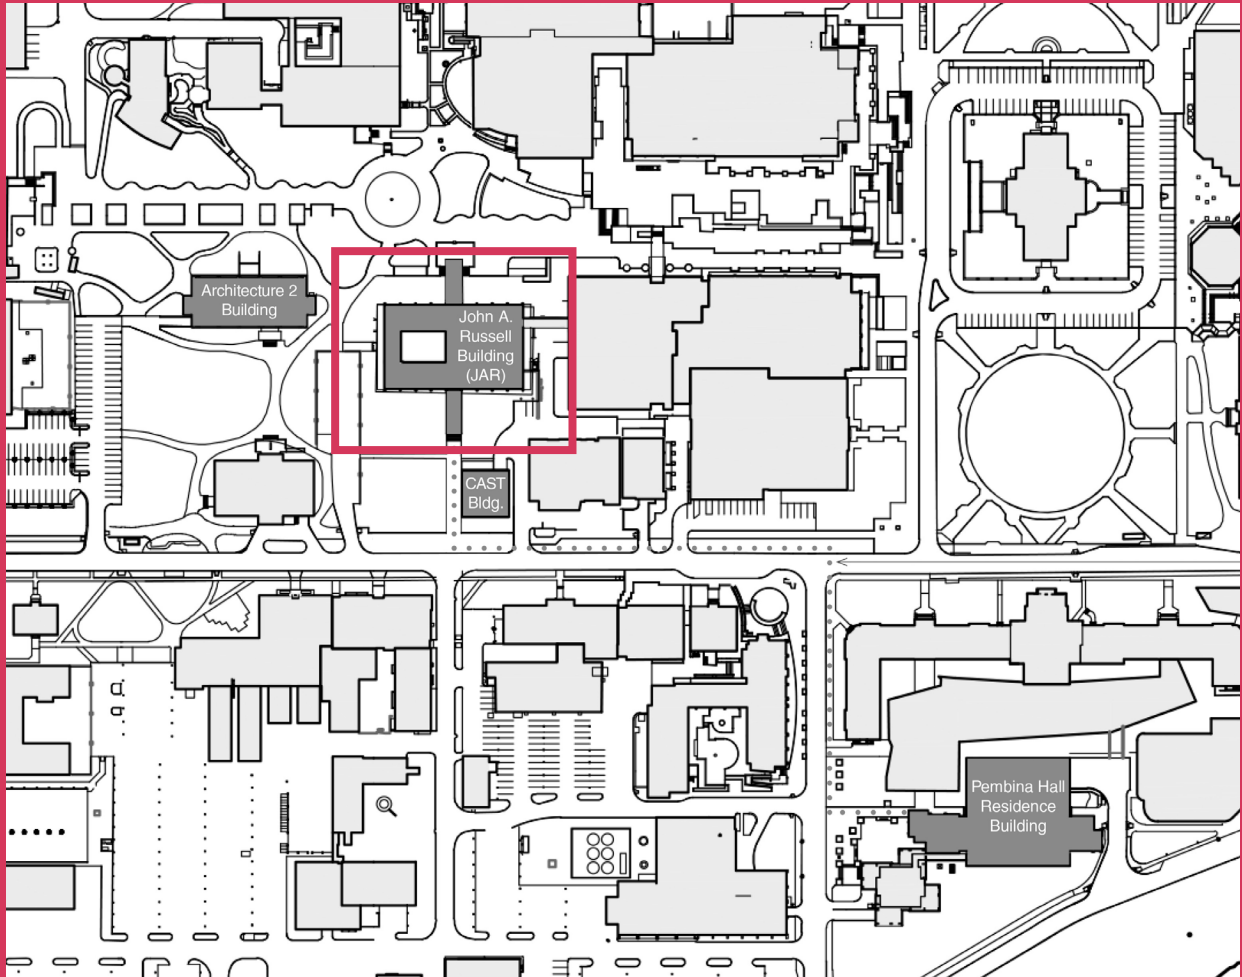 Architecture 2
Building
John A.
Russell
Building
(JAR)
CAST
Bldg.
Pembina Hall
Residence
Building